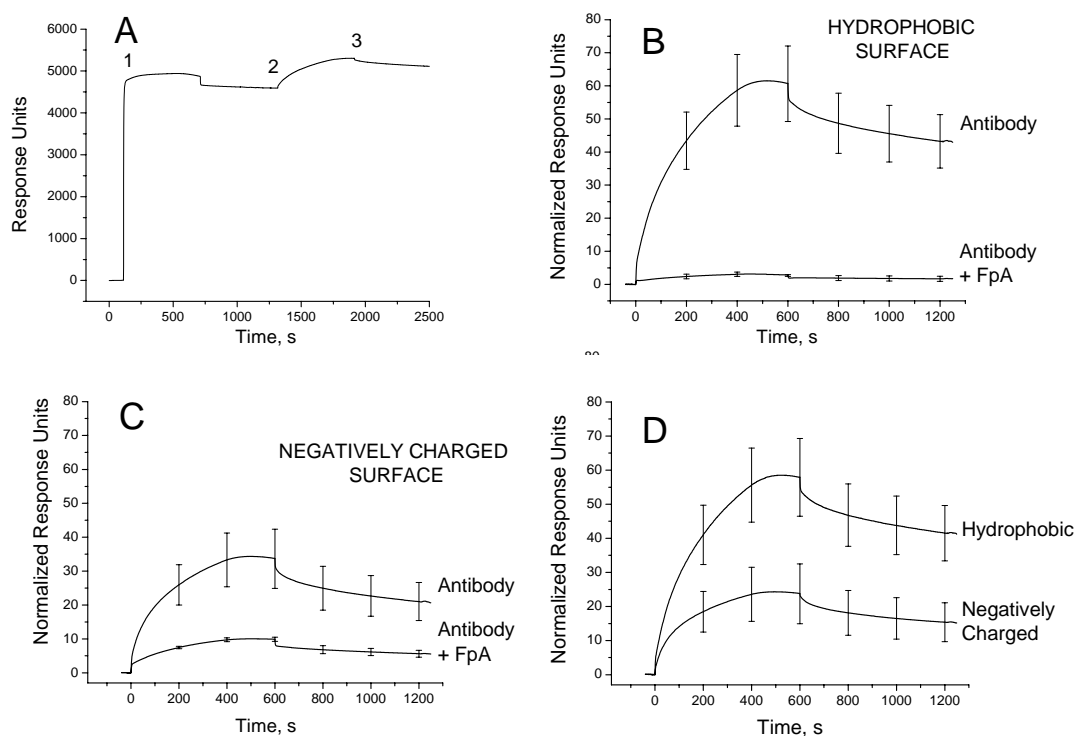 A
1
2
3
6000
5000
4000
3000
2000
1000
0
Response Units
0 500 1000 1500 2000 2500
Time, s
B
HYDROPHOBIC
SURFACE
80
70
60
50
40
30
20
10
0
Normalized Response Units
Antibody
Antibody
+ FpA
0 200 400 600 800 1000 1200
Time, s
C
NEGATIVELY CHARGED
SURFACE
80
70
60
50
40
30
20
10
0
Normalized Response Units
Antibody
Antibody
+ FpA
0 200 400 600 800 1000 1200
Time, s
D
80
70
60
50
40
30
20
10
0
Normalized Response Units
Hydrophobic
Negatively
Charged
0 200 400 600 800 1000 1200
Time, s